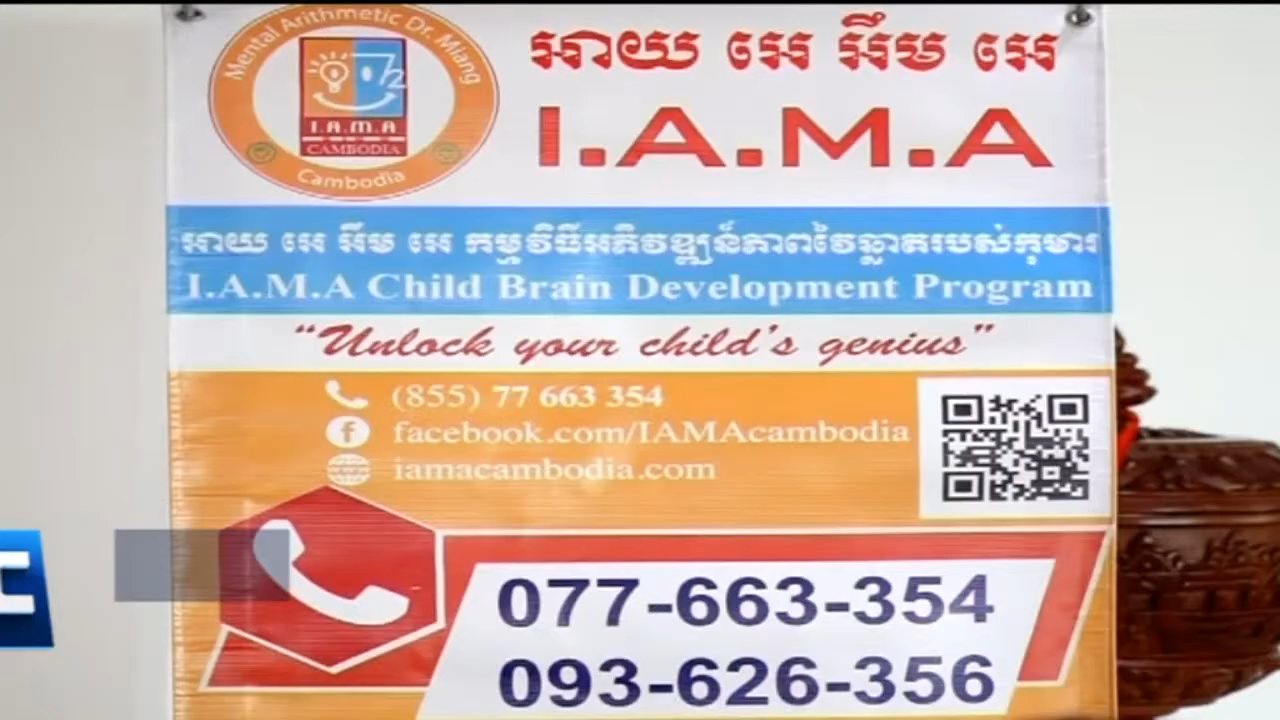 Mental Arithmetic Dr. Miang
I.A.M.A
CAMBODIA
Cambodia
អាយ អេ អឹម អេ
I.A.M.A
អាយ អេ អឹម អេ កម្មវិធីអភិវឌ្ឍន៍ភាពវៃឆ្លាតរបស់កុមារ
I.A.M.A Child Brain Development Program
“Unlock your child’s genius”
(855) 77 663 354
facebook.com/IAMAcambodia
iamacambodia.com
077-663-354
093-626-356